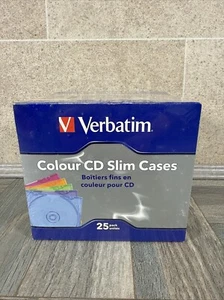 Verbatim
Colour CD Slim Cases
Boîtiers fins en
couleur pour CD
25